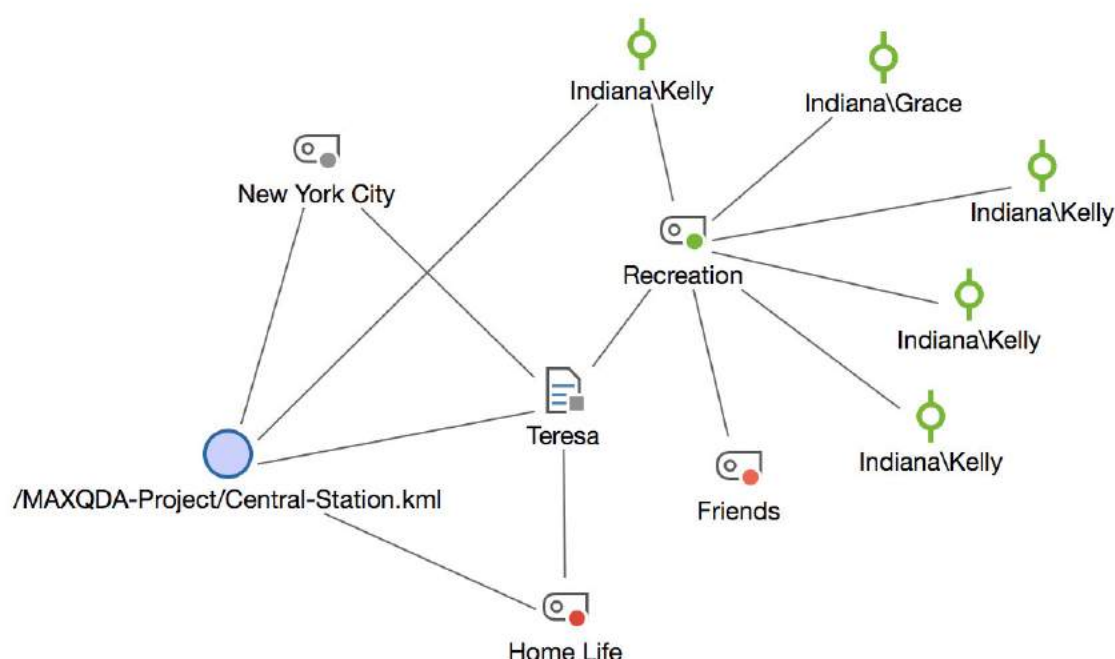 Indiana\Kelly
Indiana\Grace
New York City
Indiana\Kelly
Recreation
Indiana\Kelly
Teresa
Indiana\Kelly
/MAXQDA-Project/Central-Station.kml
Friends
Home Life